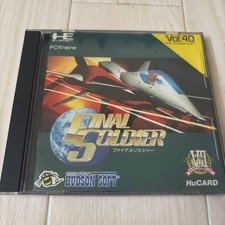 PC Engine
Vol.40
FINAL
SOLDIER
ファイナルソルジャー
HUDSON SOFT
VII
HuCARD